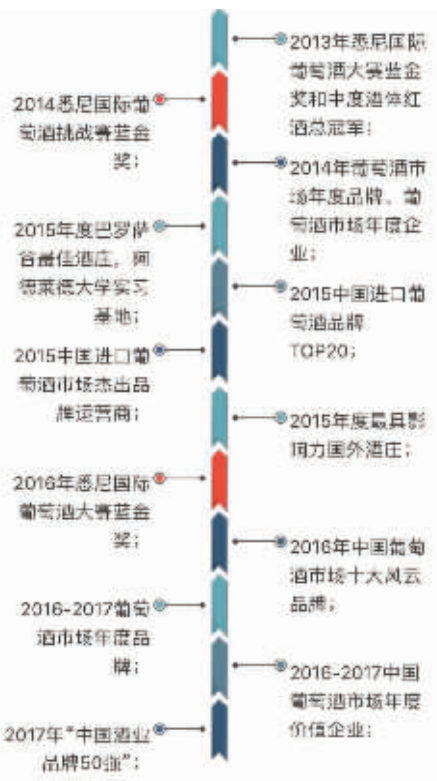 2013年悉尼国际
葡萄酒大赛蓝金
奖和中度酒体红
酒总冠军；
2014悉尼国际葡
萄酒挑战赛蓝金
奖；
2014年葡萄酒市
场年度品牌、葡
萄酒市场年度企
业；
2015年度巴罗萨
谷最佳酒庄，阿
德莱德大学实习
基地；
2015中国进口葡
萄酒品牌
TOP20；
2015中国进口葡
萄酒市场杰出品
牌运营商；
2015年度最具影
响力国外酒庄；
2016年悉尼国际
葡萄酒大赛蓝金
奖；
2016年中国葡萄
酒市场十大风云
品牌；
2016-2017葡萄
酒市场年度品
牌；
2016-2017中国
葡萄酒市场年度
价值企业；
2017年“中国酒业
品牌50强”；